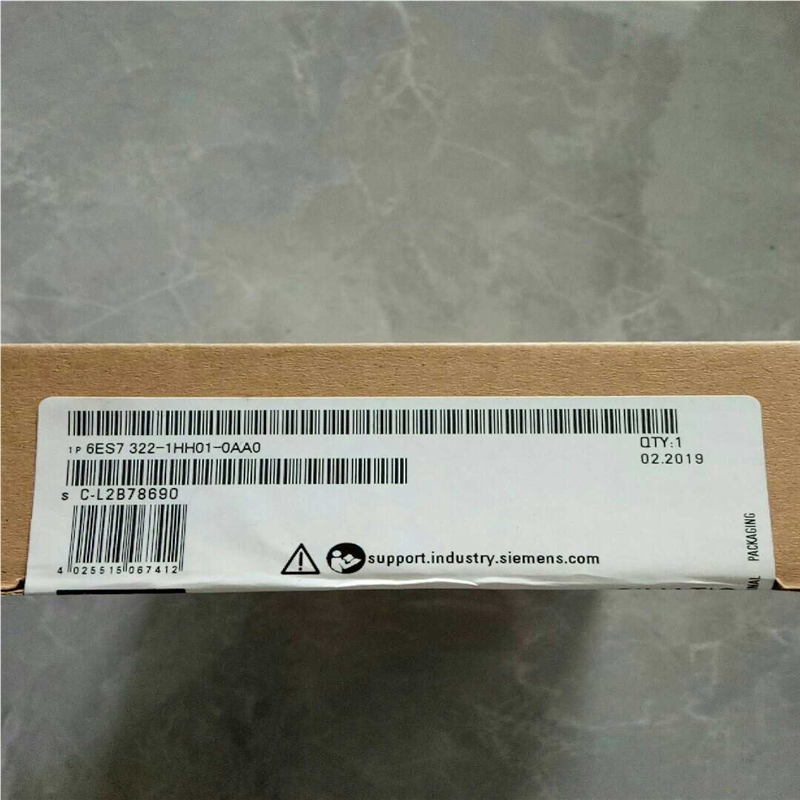 1P 6ES7 322-1HH01-0AA0
QTY:1
02.2019
S C-L2B78690
4 025515 067412
support.industry.siemens.com
PACKAGING